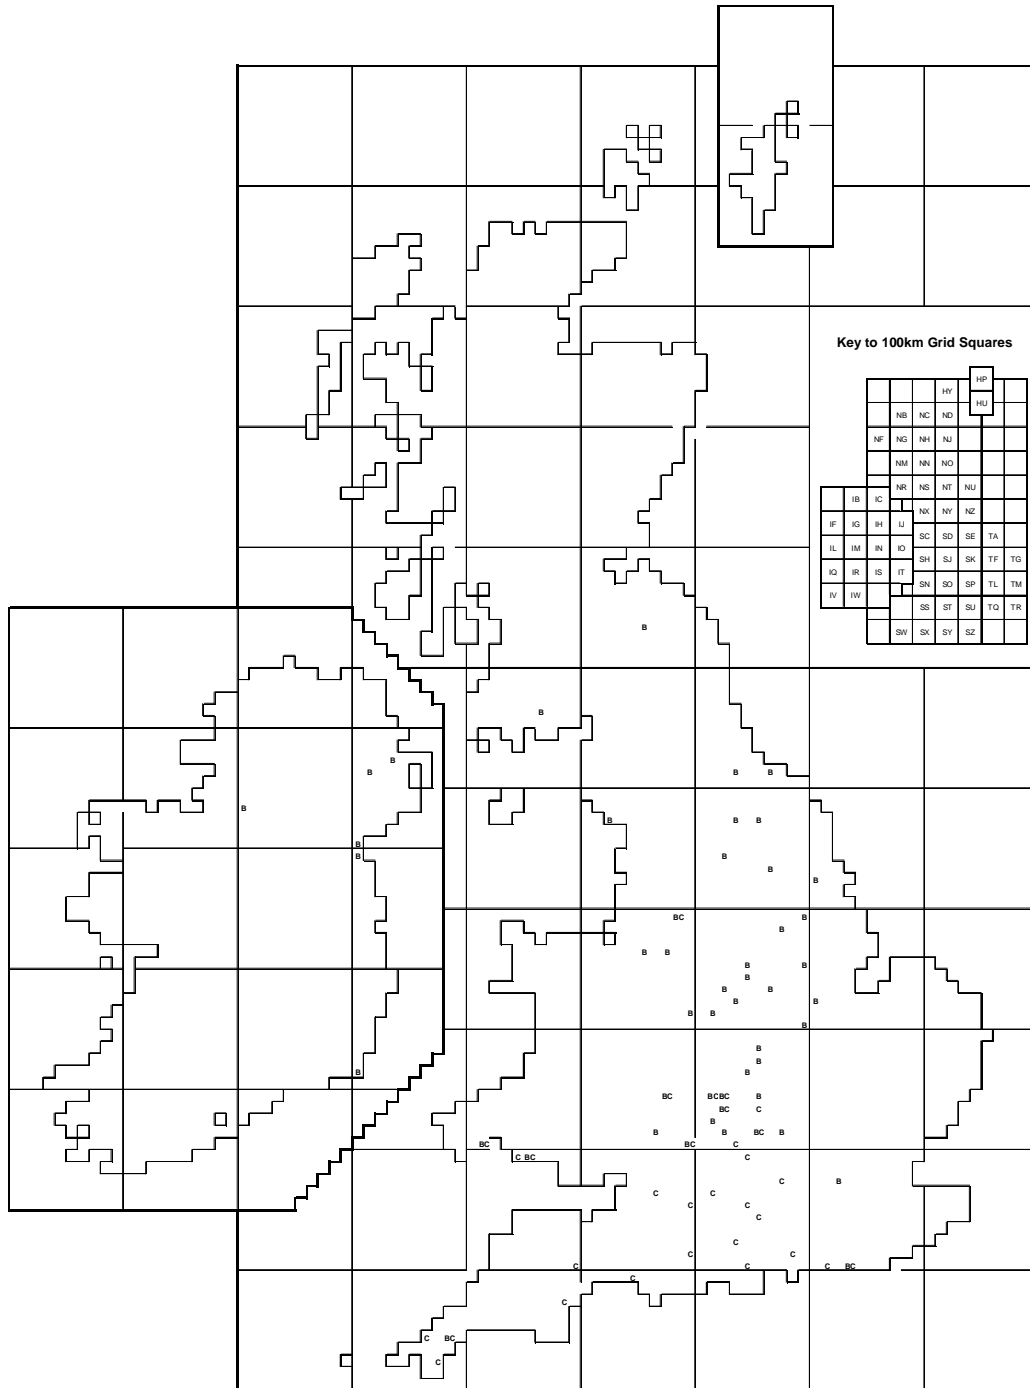 B
Key to 100km Grid Squares
HP
HY
HU
NB NC ND
NF NG NH NJ
NM NN NO
NR NS NT NU
IB IC
NX NY NZ
IF IG IH IJ
SC SD SE TA
IL IM IN IO
SH SJ SK TF TG
IQ IR IS IT
SN SO SP TL TM
IV IW
SS ST SU TQ TR
SW SX SY SZ
B
B
B
B B
B
B
B B B
B
B
B
B
B
BC B
B
B B
B B
B
B B
B B
B B
B
B
B
B
B
BC BCBC B
BC C
B
B B BC B
BC BC C
C BC C
C B
C C
C C
C
C
C C
C C C BC
C
C
C BC
C